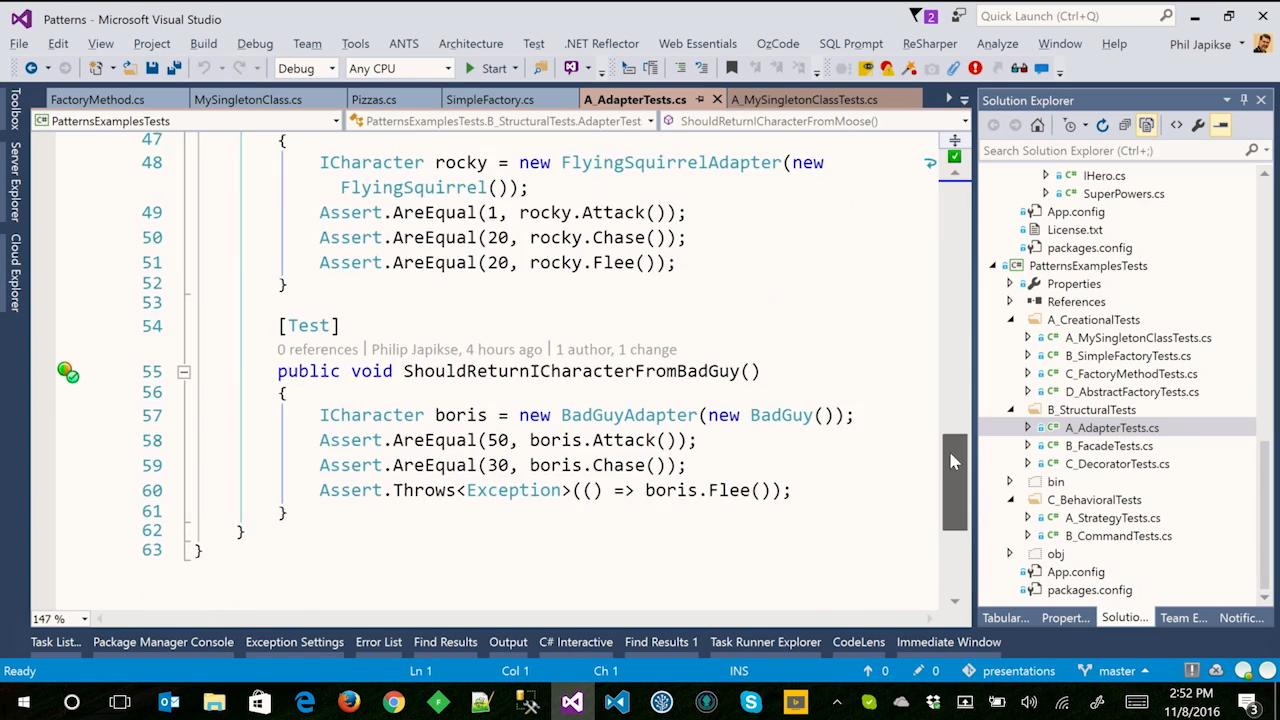 Patterns - Microsoft Visual Studio
2
Quick Launch (Ctrl+Q)
File Edit View Project Build Debug Team Tools ANTS Architecture Test .NET Reflector Web Essentials OzCode SQL Prompt ReSharper Analyze Window Help
Phil Japikse
Debug Any CPU Start
Toolbox
Server Explorer
Cloud Explorer
FactoryMethod.cs MySingletonClass.cs Pizzas.cs SimpleFactory.cs A_AdapterTests.cs A_MySingletonClassTests.cs
PatternsExamplesTests PatternsExamplesTests.B_StructuralTests.AdapterTest ShouldReturnICharacterFromMoose()
47 {
48 ICharacter rocky = new FlyingSquirrelAdapter(new
FlyingSquirrel());
49 Assert.AreEqual(1, rocky.Attack());
50 Assert.AreEqual(20, rocky.Chase());
51 Assert.AreEqual(20, rocky.Flee());
52 }
53
54 [Test]
0 references | Philip Japikse, 4 hours ago | 1 author, 1 change
55 public void ShouldReturnICharacterFromBadGuy()
56 {
57 ICharacter boris = new BadGuyAdapter(new BadGuy());
58 Assert.AreEqual(50, boris.Attack());
59 Assert.AreEqual(30, boris.Chase());
60 Assert.Throws<Exception>(() => boris.Flee());
61 }
62 }
63 }
147 %
Solution Explorer
Search Solution Explorer (Ctrl+;)
IHero.cs
SuperPowers.cs
App.config
License.txt
packages.config
PatternsExamplesTests
Properties
References
A_CreationalTests
A_MySingletonClassTests.cs
B_SimpleFactoryTests.cs
C_FactoryMethodTests.cs
D_AbstractFactoryTests.cs
B_StructuralTests
A_AdapterTests.cs
B_FacadeTests.cs
C_DecoratorTests.cs
bin
C_BehavioralTests
A_StrategyTests.cs
B_CommandTests.cs
obj
App.config
packages.config
Tabular... Propert... Solutio... Team E... Notific...
Task List... Package Manager Console Exception Settings Error List Find Results Output C# Interactive Find Results 1 Task Runner Explorer CodeLens Immediate Window
Ready Ln 1 Col 1 Ch 1 INS 0 0 presentations master
2:52 PM
11/8/2016
3